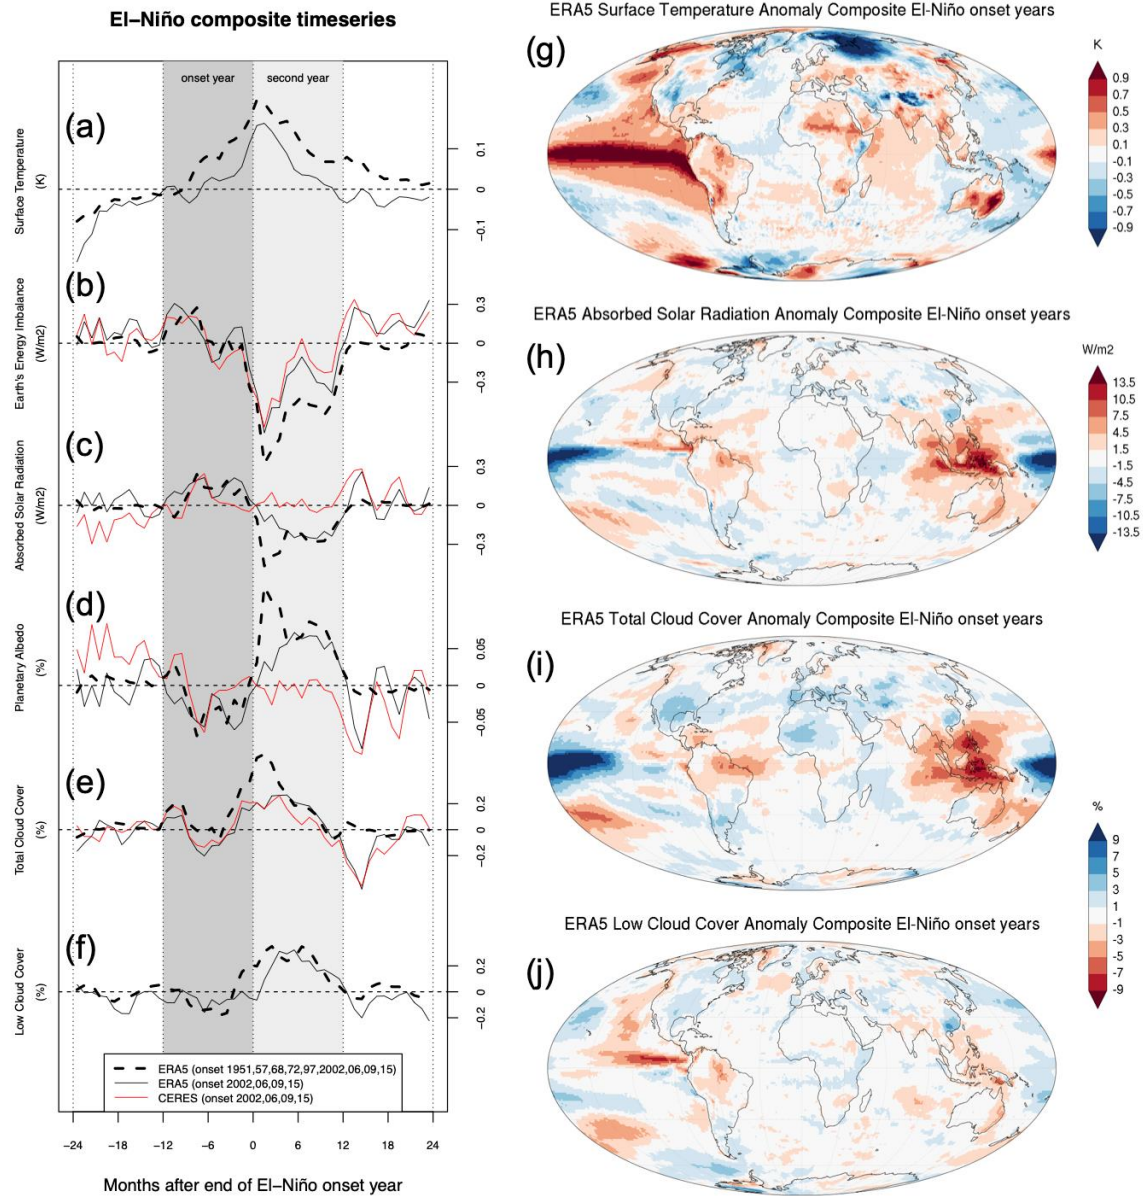 El–Niño composite timeseries
onset year
second year
(a)
Surface Temperature
(K)
0.1
0
−0.1
(b)
Earth's Energy Imbalance
(W/m2)
0.3
0
−0.3
(c)
Absorbed Solar Radiation
(W/m2)
0.3
0
−0.3
(d)
Planetary Albedo
(%)
0.05
0
−0.05
(e)
Total Cloud Cover
(%)
0.2
0
−0.2
(f)
Low Cloud Cover
(%)
0.2
0
−0.2
ERA5 (onset 1951,57,68,72,97,2002,06,09,15)
ERA5 (onset 2002,06,09,15)
CERES (onset 2002,06,09,15)
−24 −18 −12 −6 0 6 12 18 24
Months after end of El–Niño onset year
ERA5 Surface Temperature Anomaly Composite El-Niño onset years
(g)
K
0.9
0.7
0.5
0.3
0.1
-0.1
-0.3
-0.5
-0.7
-0.9
ERA5 Absorbed Solar Radiation Anomaly Composite El-Niño onset years
(h)
W/m2
13.5
10.5
7.5
4.5
1.5
-1.5
-4.5
-7.5
-10.5
-13.5
ERA5 Total Cloud Cover Anomaly Composite El-Niño onset years
(i)
%
9
7
5
3
1
-1
-3
-5
-7
-9
ERA5 Low Cloud Cover Anomaly Composite El-Niño onset years
(j)